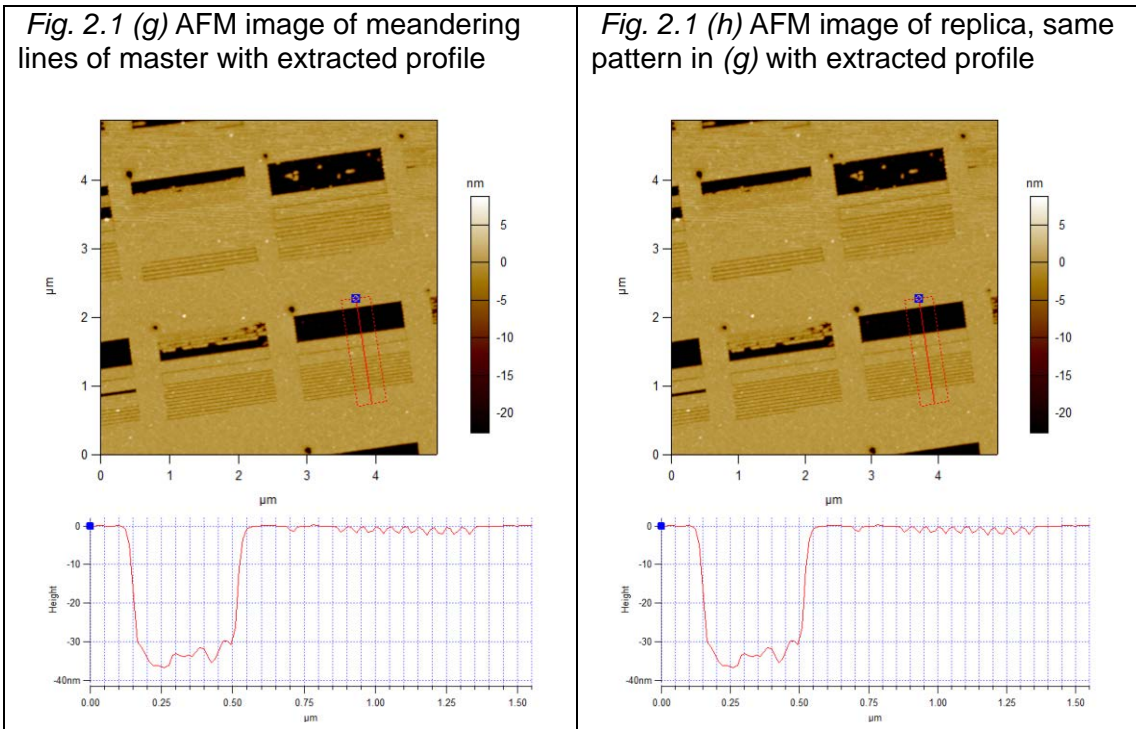 Fig. 2.1 (g) AFM image of meandering
lines of master with extracted profile
nm
5
0
-5
-10
-15
-20
4
3
2
1
0
µm
0 1 2 3 4
µm
0
-10
-20
-30
-40nm
Height
0.00 0.25 0.50 0.75 1.00 1.25 1.50
µm
Fig. 2.1 (h) AFM image of replica, same
pattern in (g) with extracted profile
nm
5
0
-5
-10
-15
-20
4
3
2
1
0
µm
0 1 2 3 4
µm
0
-10
-20
-30
-40nm
Height
0.00 0.25 0.50 0.75 1.00 1.25 1.50
µm